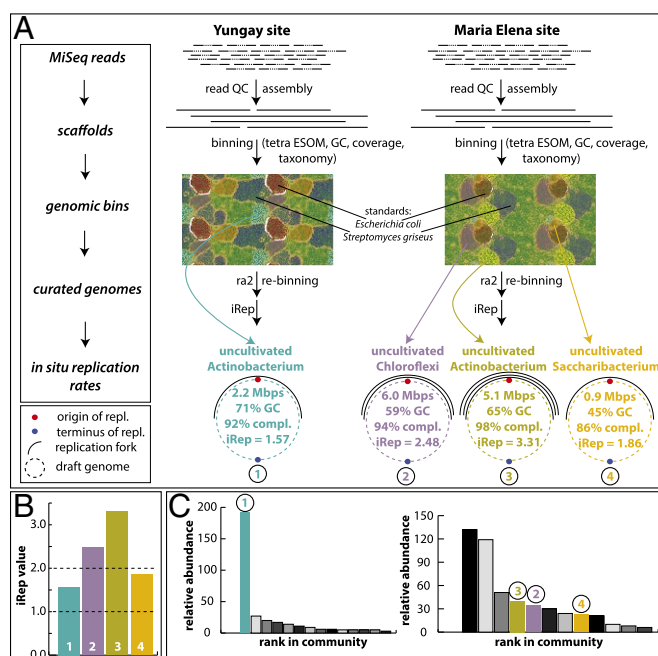 A
Yungay site
Maria Elena site
MiSeq reads
scaffolds
genomic bins
curated genomes
in situ replication
rates
read QC
assembly
read QC
assembly
binning
(tetra ESOM, GC, coverage,
taxonomy)
binning
(tetra ESOM, GC, coverage,
taxonomy)
standards:
Escherichia coli
Streptomyces griseus
ra2
re-binning
iRep
ra2
re-binning
iRep
uncultivated
Actinobacterium
2.2 Mbps
71% GC
92% compl.
iRep = 1.57
1
uncultivated
Chloroflexi
6.0 Mbps
59% GC
94% compl.
iRep = 2.48
2
uncultivated
Actinobacterium
5.1 Mbps
65% GC
98% compl.
iRep = 3.31
3
uncultivated
Saccharibacterium
0.9 Mbps
45% GC
86% compl.
iRep = 1.86
4
origin of repl.
terminus of repl.
replication fork
draft genome
B
iRep value
3.0
2.0
1.0
0.0
1
2
3
4
C
relative abundance
200
150
100
50
0
1
rank in community
relative abundance
150
120
90
60
30
0
3
2
4
rank in community